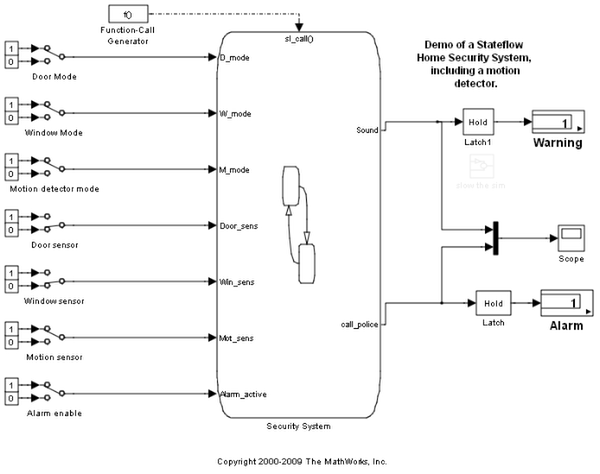 f()
Function-Call
Generator
sl_call()
Demo of a Stateflow
Home Security System,
including a motion
detector.
1
0
Door Mode
D_mode
1
0
Window Mode
W_mode
Sound
Hold
Latch1
1
Warning
1
0
Motion detector mode
M_mode
1
0
Door sensor
Door_sens
Scope
1
0
Window sensor
Win_sens
call_police
Hold
Latch
1
Alarm
1
0
Motion sensor
Mot_sens
1
0
Alarm enable
Alarm_active
Security System
Copyright 2000-2009 The MathWorks, Inc.